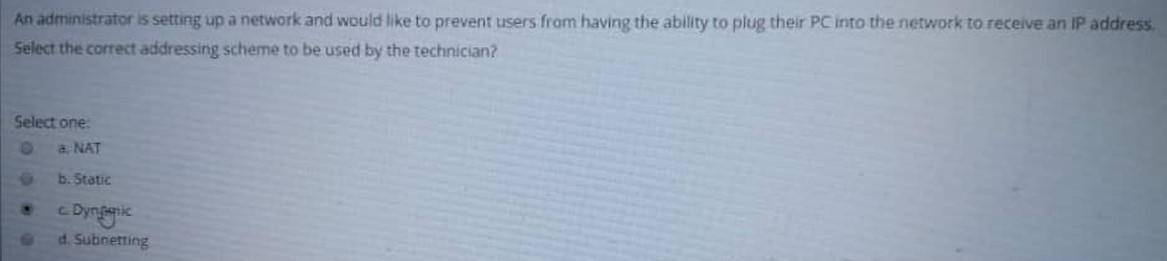 An administrator is setting up a network and would like to prevent users from having the ability to plug their PC into the network to receive an IP address.
Select the correct addressing scheme to be used by the technician?
Select one:
a. NAT
b. Static
c. Dynamic
d. Subnetting